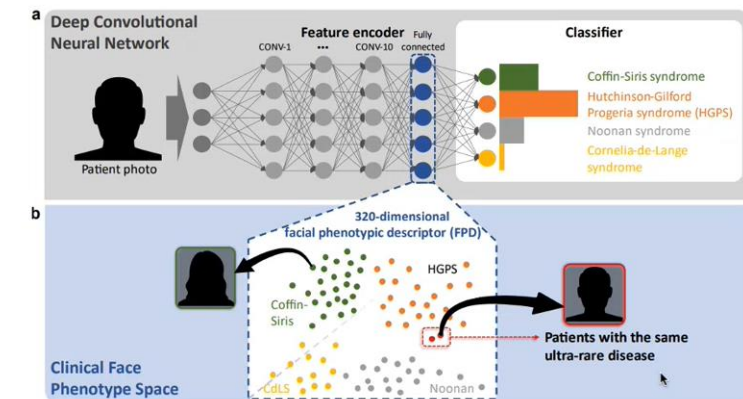 a
Deep Convolutional
Neural Network
Feature encoder
CONV-1
...
CONV-10
Fully
connected
Classifier
Patient photo
Coffin-Siris syndrome
Hutchinson-Gilford
Progeria syndrome (HGPS)
Noonan syndrome
Cornelia-de-Lange
syndrome
b
320-dimensional
facial phenotypic descriptor (FPD)
HGPS
Coffin-
Siris
Patients with the same
ultra-rare disease
Clinical Face
Phenotype Space
CdLS
Noonan